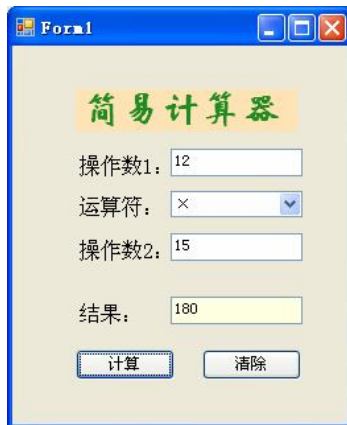 Form1
简易计算器
操作数1： 12
运算符： ×
操作数2： 15
结果： 180
计算 清除